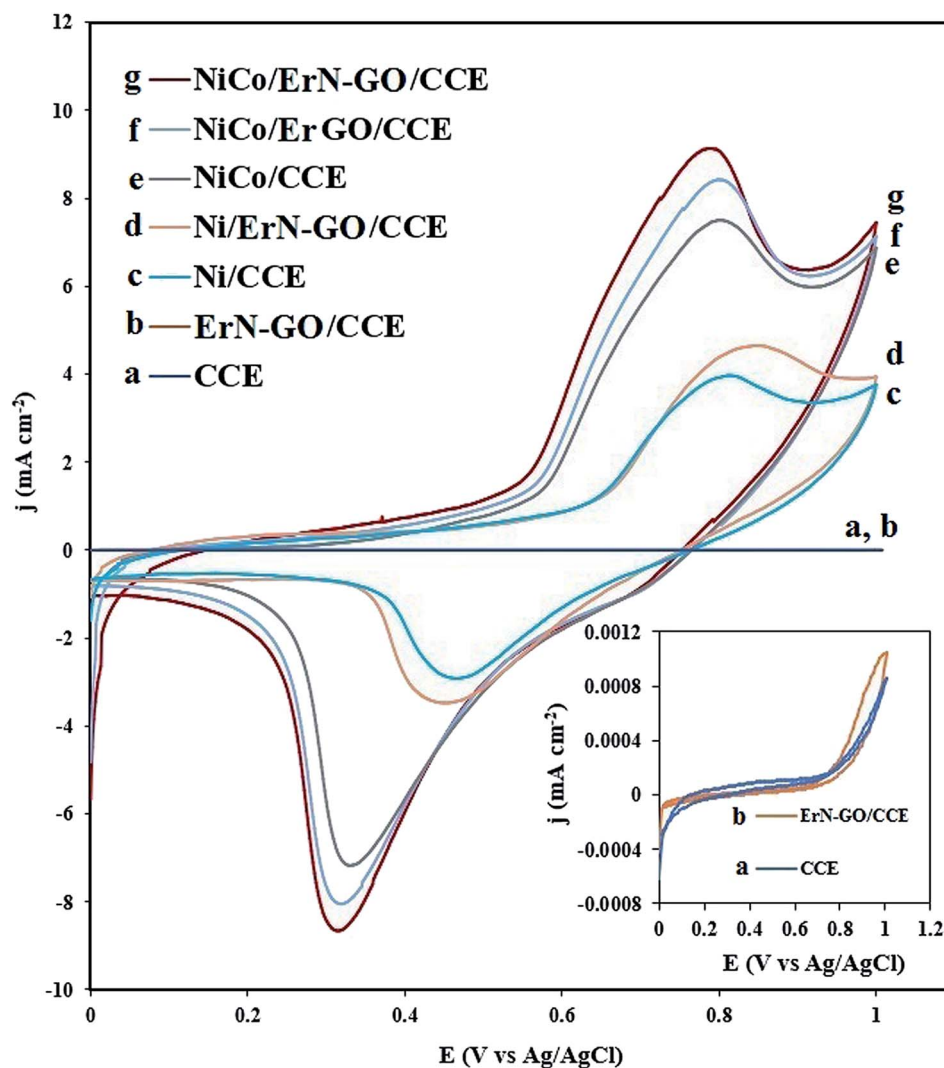 12
10
8
6
4
2
0
-2
-4
-6
-8
-10
j (mA cm-2)
g NiCo/ErN-GO/CCE
f NiCo/ErGO/CCE
e NiCo/CCE
d Ni/ErN-GO/CCE
c Ni/CCE
b ErN-GO/CCE
a CCE
g
f
e
d
c
a, b
0 0.2 0.4 0.6 0.8 1
E (V vs Ag/AgCl)
0.0012
0.0008
0.0004
0
-0.0004
-0.0008
j (mA cm-2)
b ErN-GO/CCE
a CCE
0 0.2 0.4 0.6 0.8 1 1.2
E (V vs Ag/AgCl)